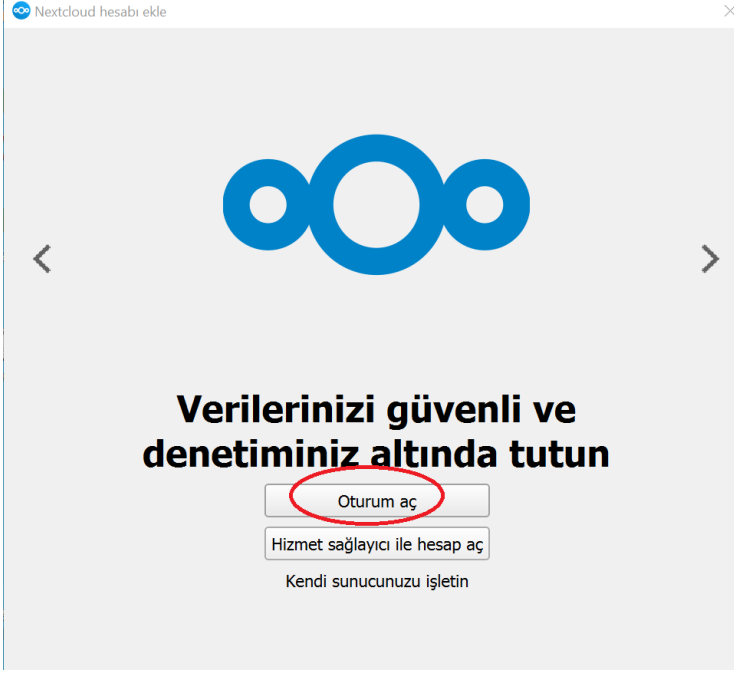 Nextcloud hesabı ekle
Verilerinizi güvenli ve
denetiminiz altında tutun
Oturum aç
Hizmet sağlayıcı ile hesap aç
Kendi sunucunuzu işletin